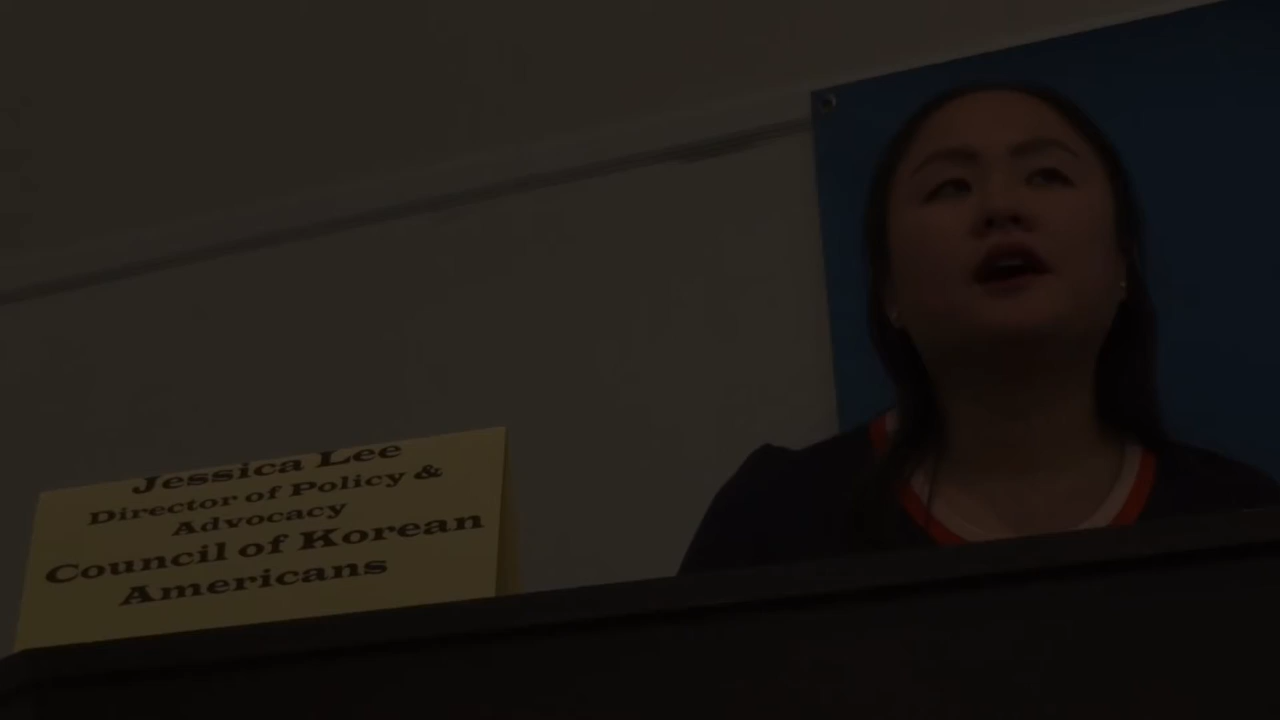 Jessica Lee
Director of Policy &
Advocacy
Council of Korean
Americans